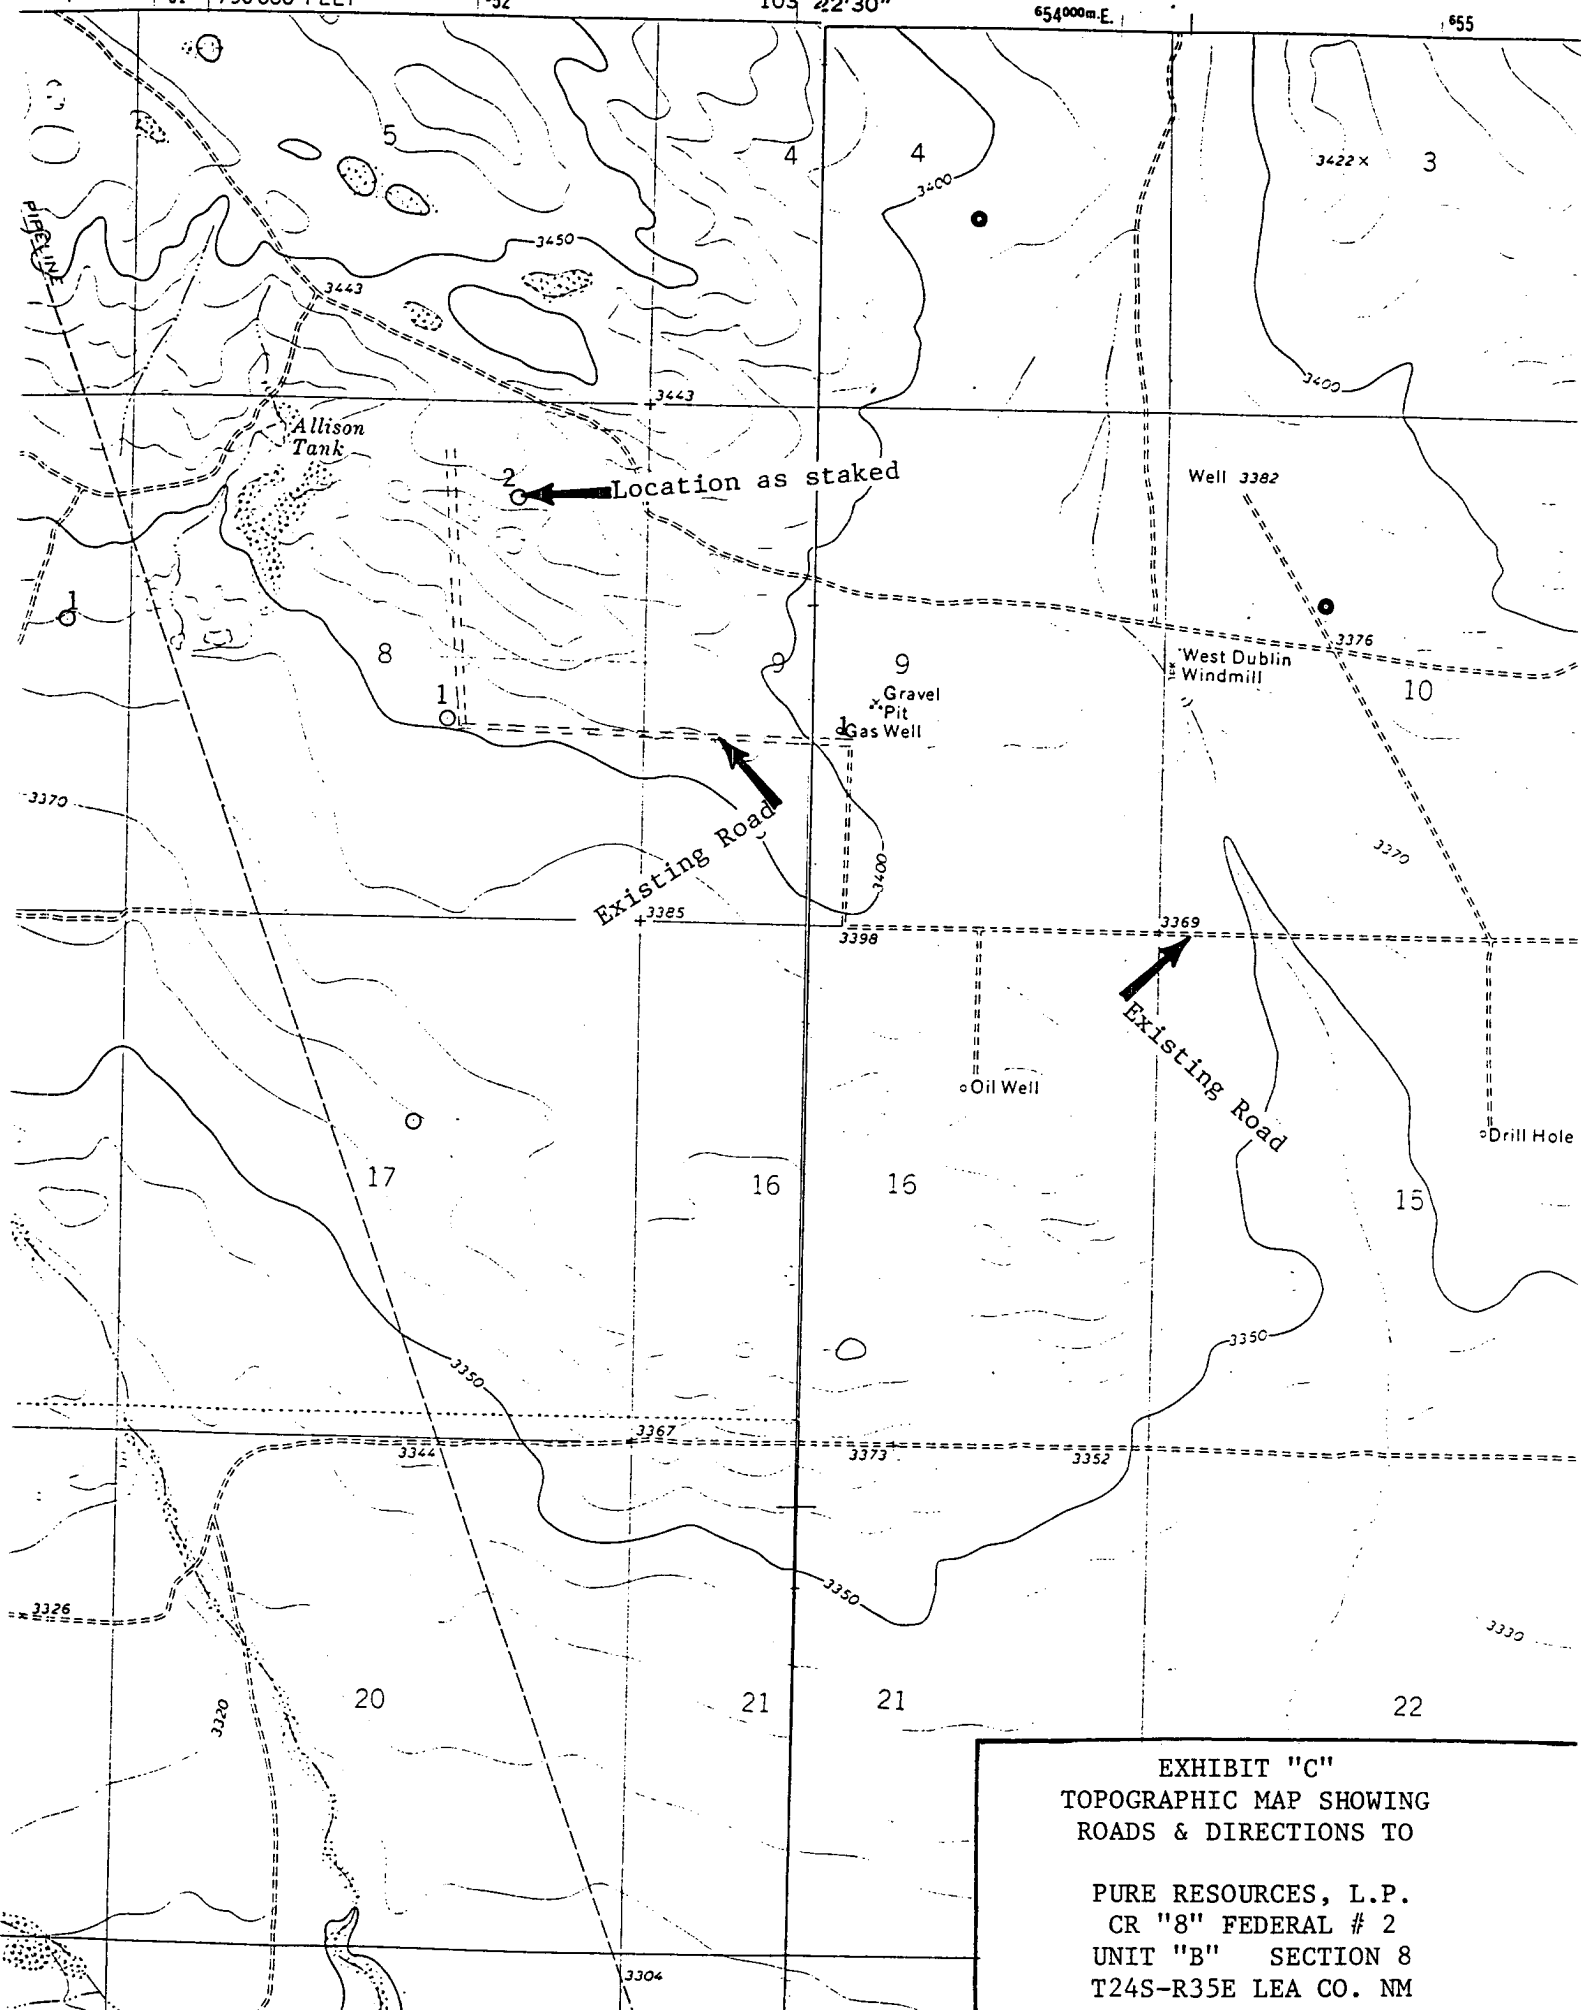 22'30"
654000m.E.
655
5
4
4
3422
3
3400
PIPELINE
3450
3443
3400
3443
Allison
Tank
2
Location as staked
Well 3382
1
3376
8
9
9
West Dublin
Windmill
10
1
Gravel
Pit
1
Gas Well
3370
Existing Road
3400
3370
3385
3398
3369
Existing Road
Oil Well
Drill Hole
17
16
16
15
3350
3350
3367
3344
3373
3352
3350
3326
3330
3320
20
21
21
22
3304
EXHIBIT "C"
TOPOGRAPHIC MAP SHOWING
ROADS & DIRECTIONS TO
PURE RESOURCES, L.P.
CR "8" FEDERAL # 2
UNIT "B" SECTION 8
T24S-R35E LEA CO. NM